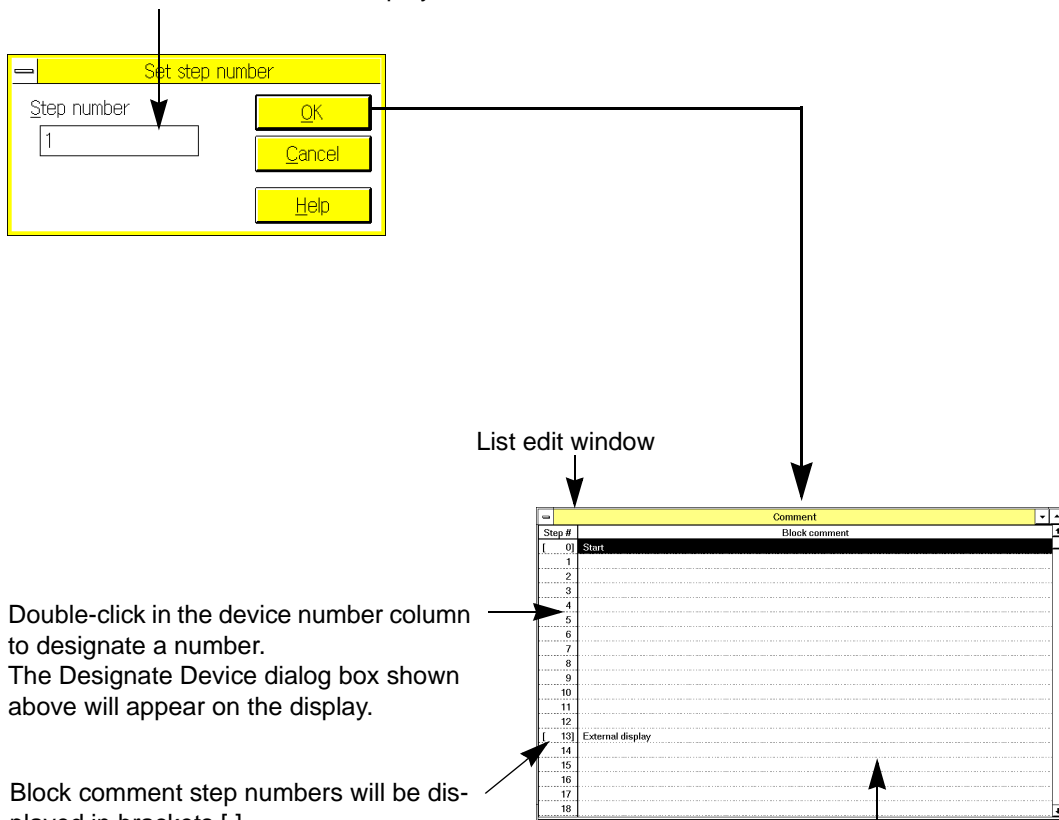 Set step number
Step number
1
OK
Cancel
Help
List edit window
Comment
Step # Block comment
[ 0] Start
1
2
3
4
5
6
7
8
9
10
11
12
[ 13] External display
14
15
16
17
18
Double-click in the device number column
to designate a number.
The Designate Device dialog box shown
above will appear on the display.
Block comment step numbers will be dis-
played in brackets [ ].